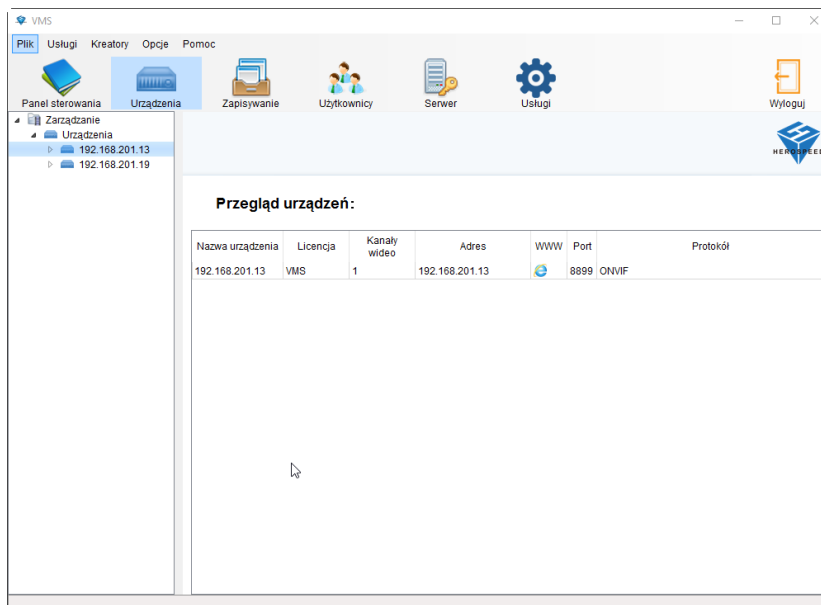 VMS
Plik Usługi Kreatory Opcje Pomoc
Panel sterowania Urządzenia Zapisywanie Użytkownicy Serwer Usługi Wyloguj
Zarządzanie
Urządzenia
192.168.201.13
192.168.201.19
HEROSPEED
Przegląd urządzeń:
Nazwa urządzenia Licencja Kanały wideo Adres WWW Port Protokół
192.168.201.13 VMS 1 192.168.201.13 8899 ONVIF